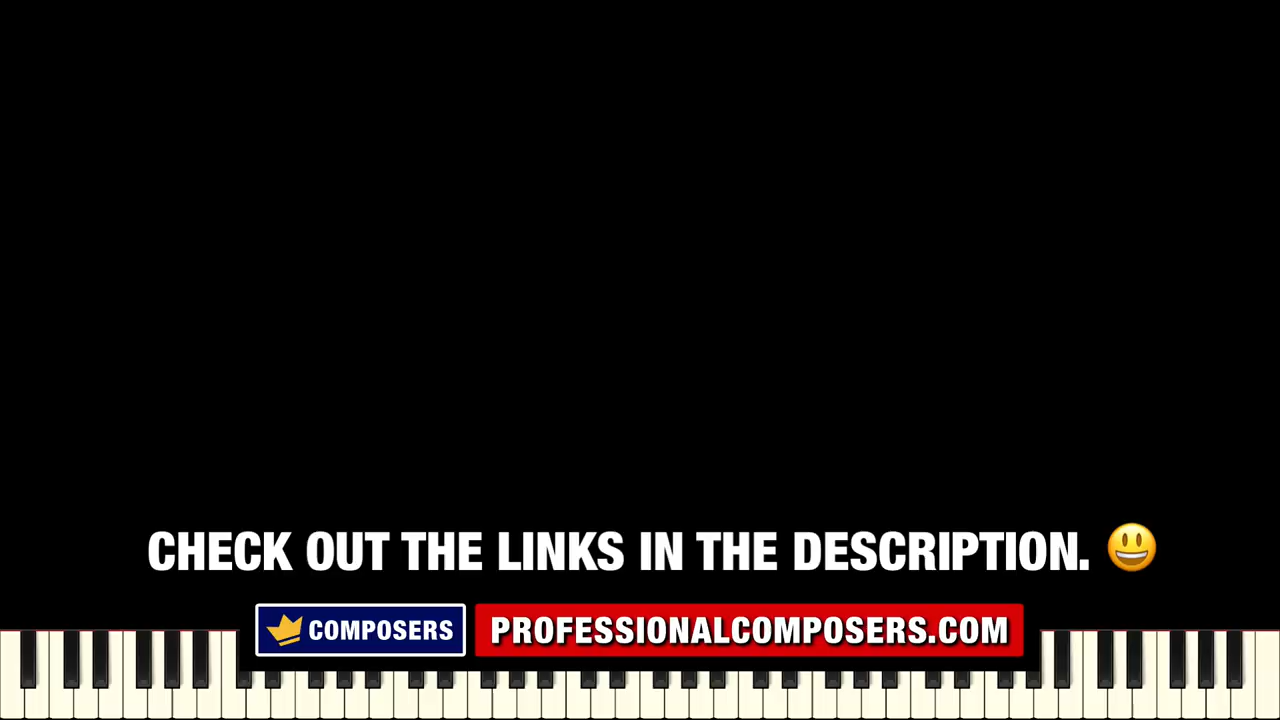 CHECK OUT THE LINKS IN THE DESCRIPTION. 😃
COMPOSERS PROFESSIONALCOMPOSERS.COM